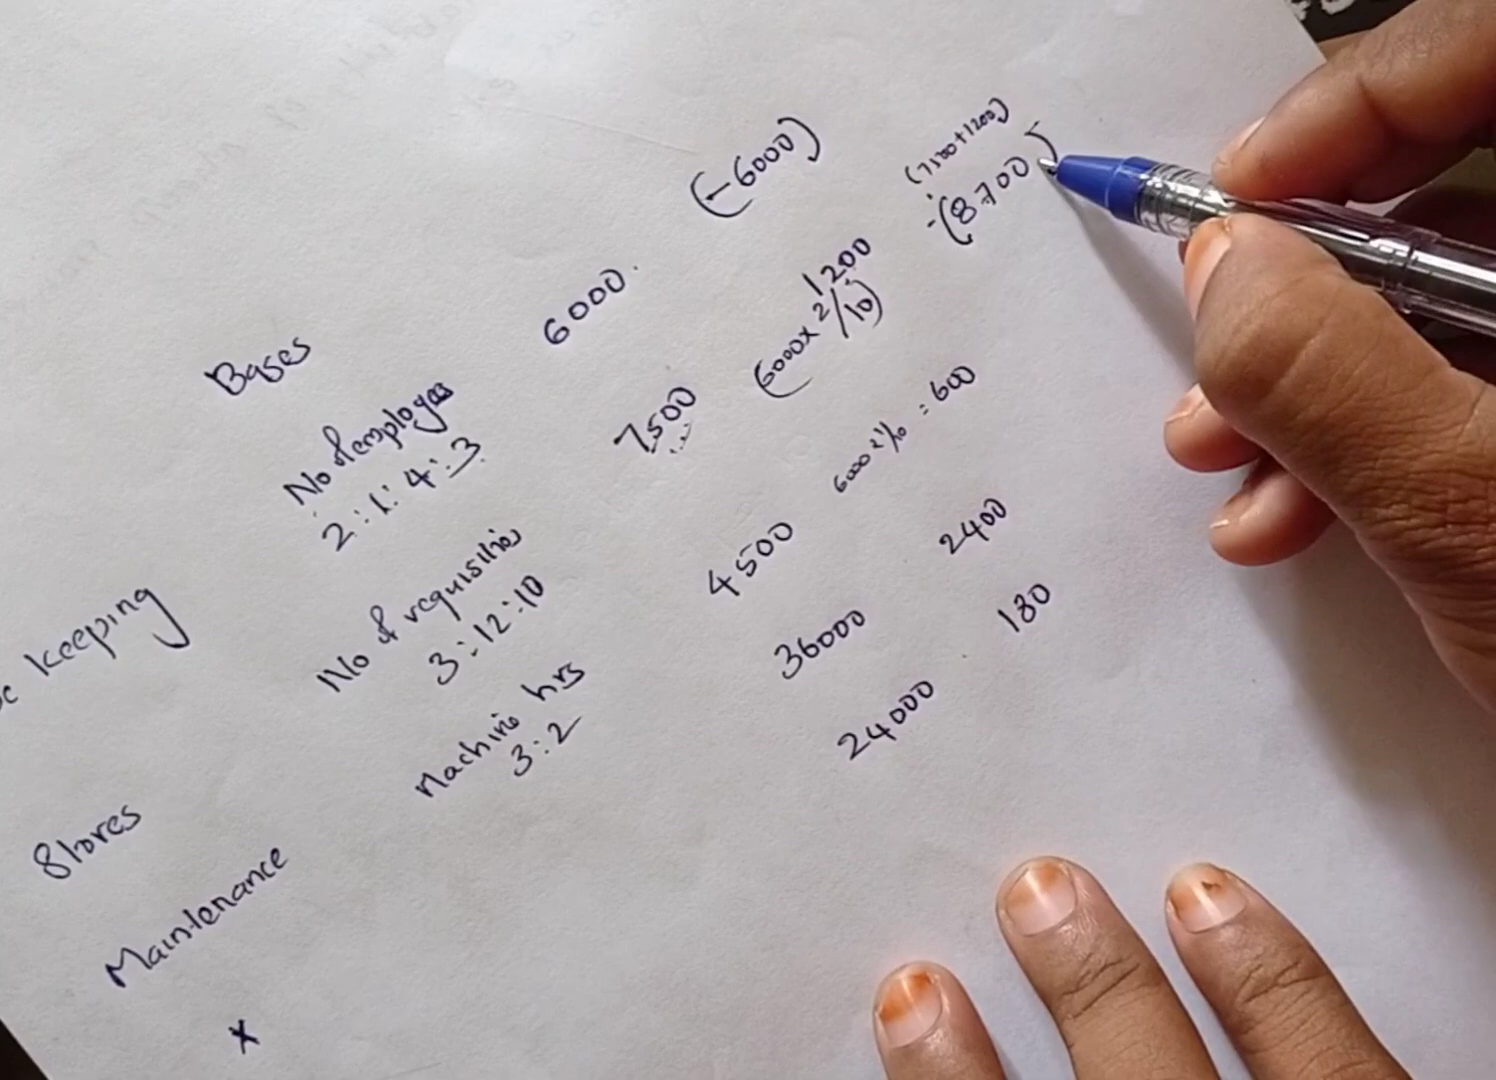 Bases
6000.
(-6000)
(7500+1200)
-(8700)
No of employees
2:1:4:3
7500
1200
(6000x 2/10)
keeping
No of requisities
3:12:10
4500
6000x1/10 = 600
Stores
Machine hrs
3:2
36000
2400
Maintenance
24000
180
X